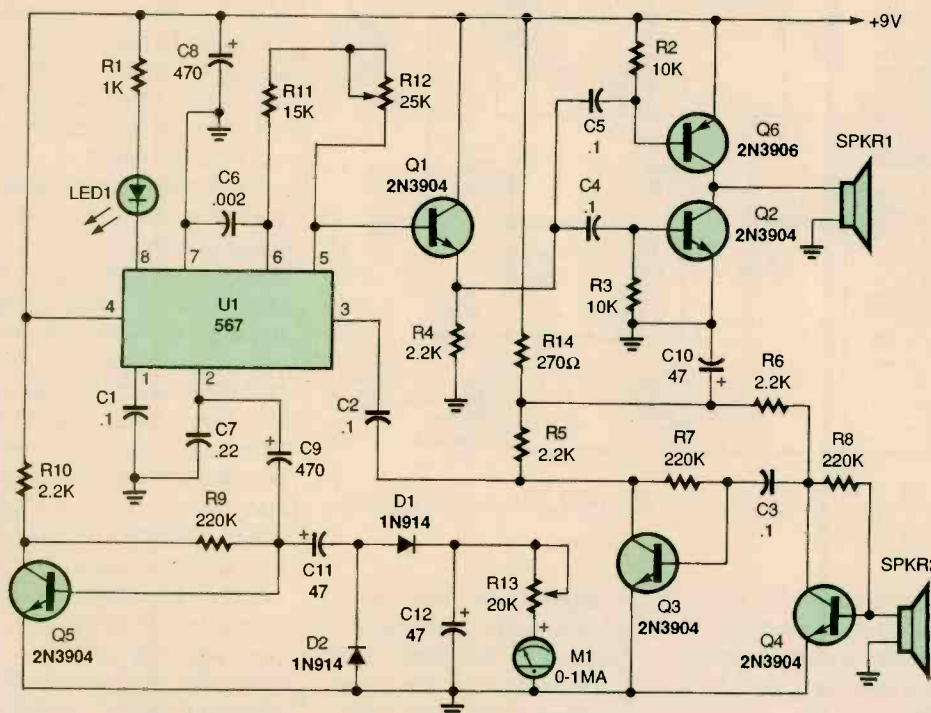 +9V
R1
1K
C8
+
470
R11
15K
R12
25K
R2
10K
C5
.1
Q6
2N3906
SPKR1
LED1
C6
.002
Q1
2N3904
C4
.1
Q2
2N3904
8
7
6
5
4
U1
567
3
R4
2.2K
R3
10K
R14
270Ω
C10
47
+
R6
2.2K
1
2
C1
.1
C7
.22
+
C9
470
C2
.1
R5
2.2K
R7
220K
R8
220K
C3
.1
R10
2.2K
R9
220K
D1
1N914
+
C11
47
R13
20K
SPKR2
Q3
2N3904
C12
47
+
Q5
2N3904
D2
1N914
+
M1
0-1MA
Q4
2N3904